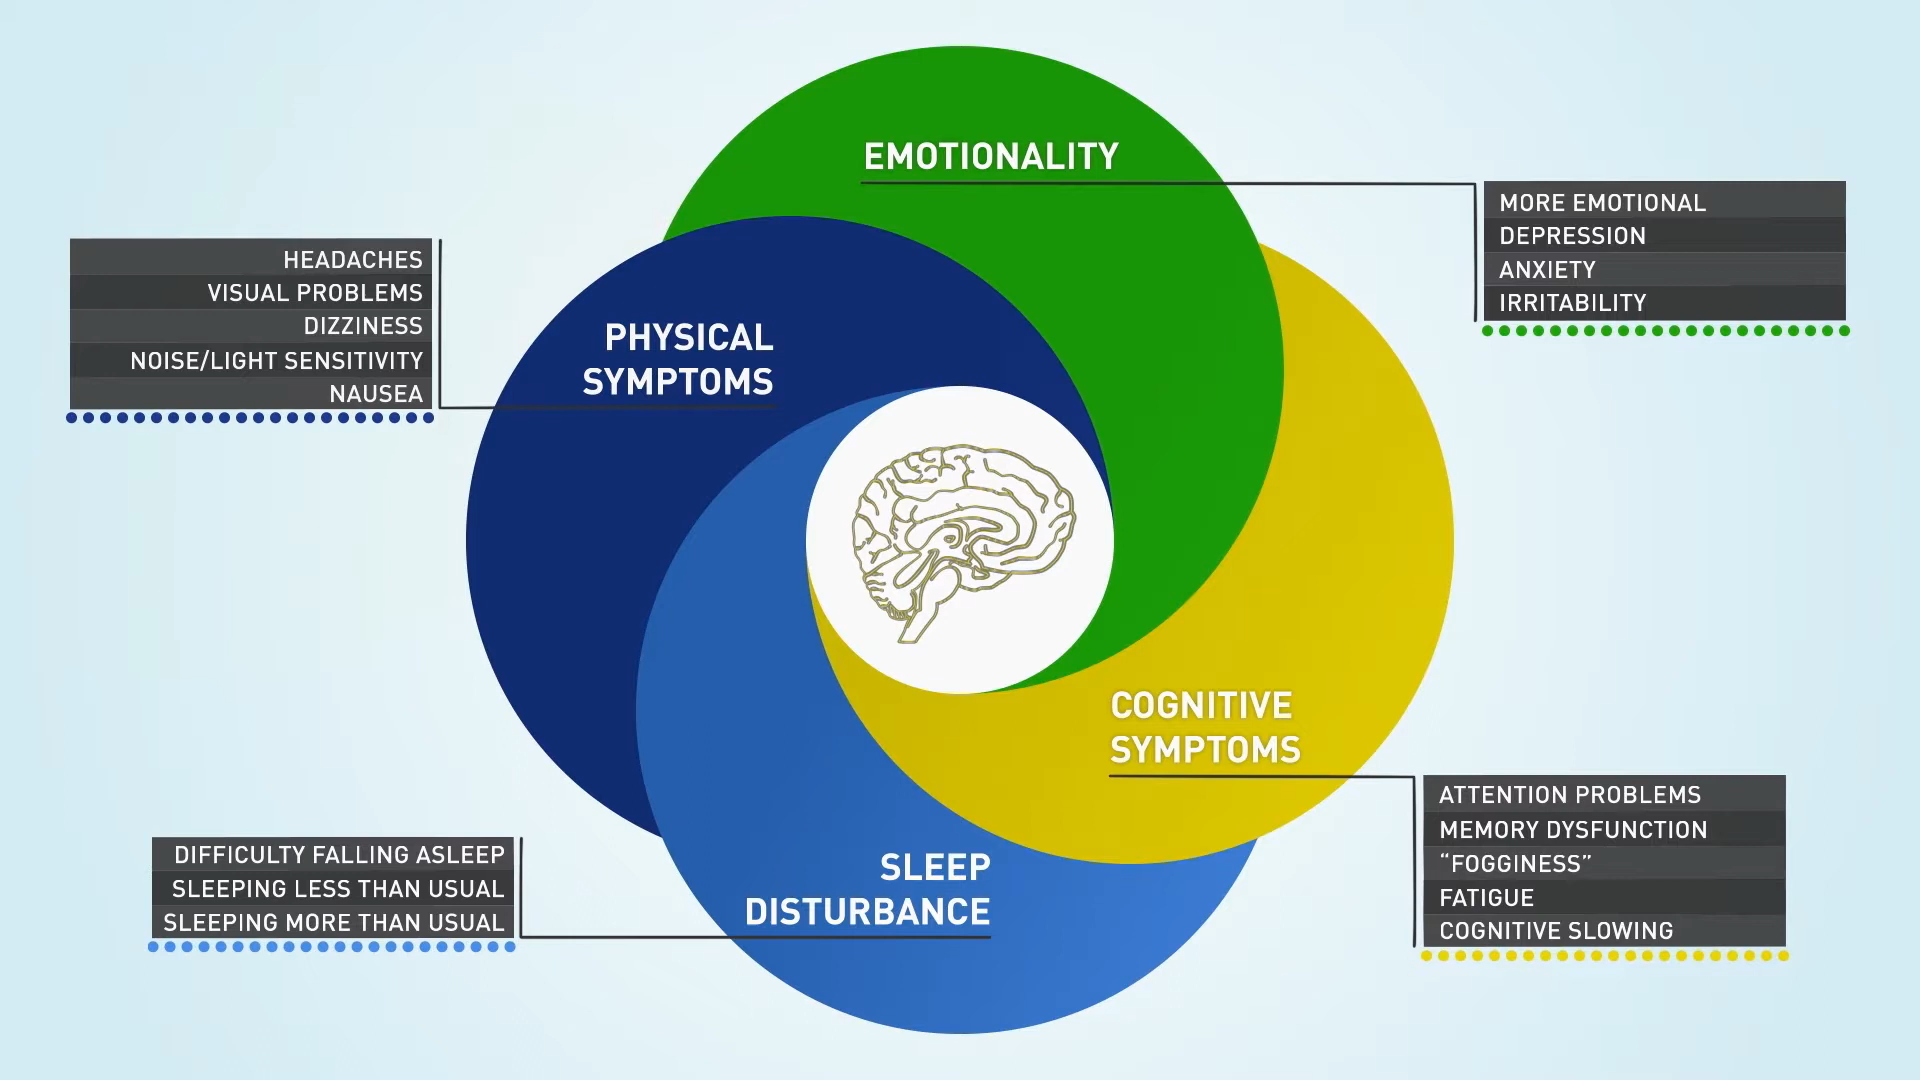 EMOTIONALITY
MORE EMOTIONAL
DEPRESSION
ANXIETY
IRRITABILITY
PHYSICAL
SYMPTOMS
HEADACHES
VISUAL PROBLEMS
DIZZINESS
NOISE/LIGHT SENSITIVITY
NAUSEA
COGNITIVE
SYMPTOMS
ATTENTION PROBLEMS
MEMORY DYSFUNCTION
“FOGGINESS”
FATIGUE
COGNITIVE SLOWING
SLEEP
DISTURBANCE
DIFFICULTY FALLING ASLEEP
SLEEPING LESS THAN USUAL
SLEEPING MORE THAN USUAL